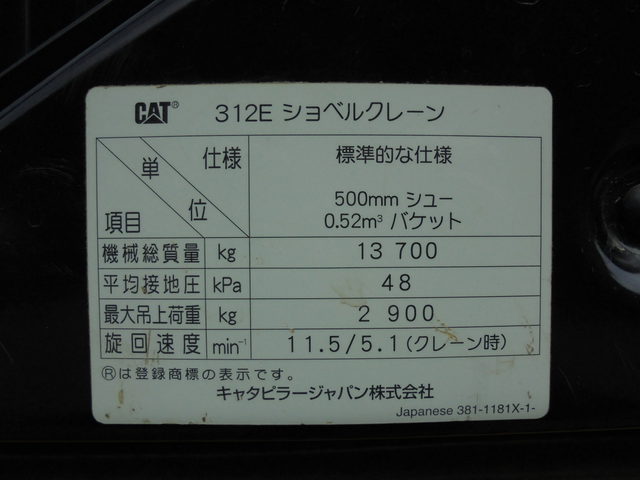 CAT® 312E ショベルクレーン
単位 仕様 標準的な仕様
項目 500mm シュー
0.52m³ バケット
機械総質量 kg 13 700
平均接地圧 kPa 48
最大吊上荷重 kg 2 900
旋回速度 min⁻¹ 11.5/5.1(クレーン時)
®は登録商標の表示です。
キャタピラージャパン株式会社
Japanese 381-1181X-1-